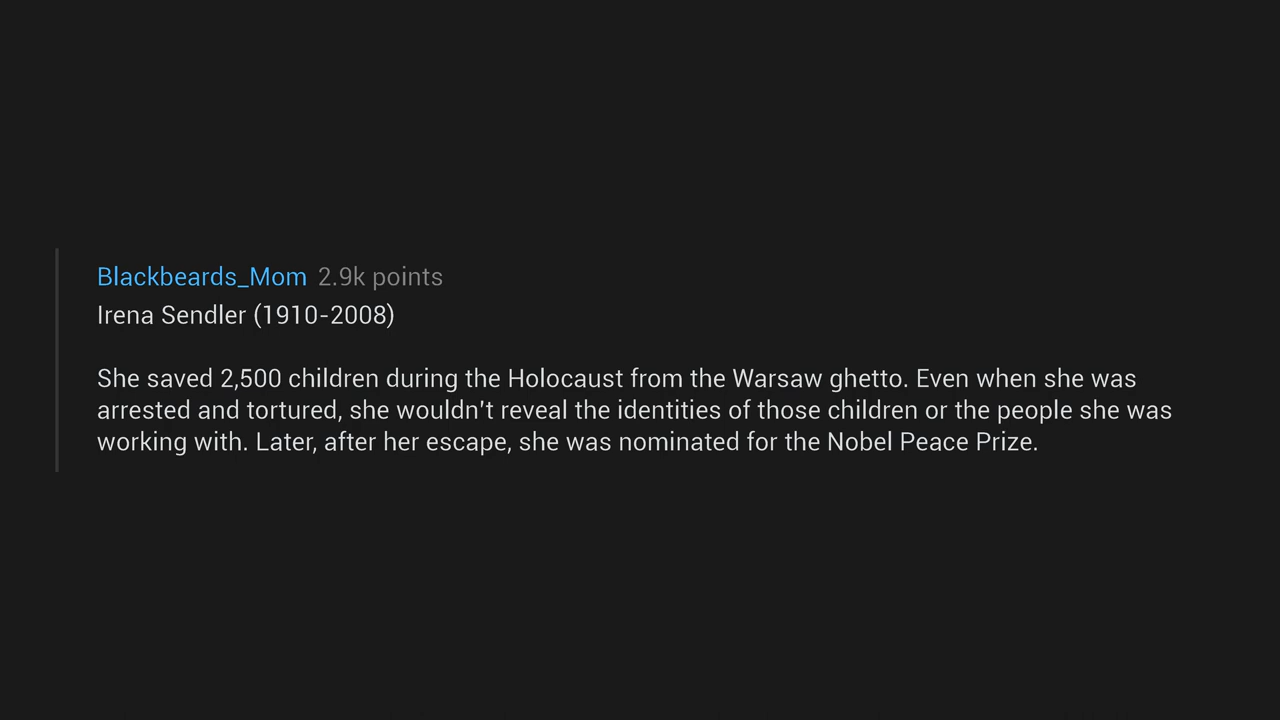 Blackbeards_Mom 2.9k points
Irena Sendler (1910-2008)
She saved 2,500 children during the Holocaust from the Warsaw ghetto. Even when she was
arrested and tortured, she wouldn't reveal the identities of those children or the people she was
working with. Later, after her escape, she was nominated for the Nobel Peace Prize.